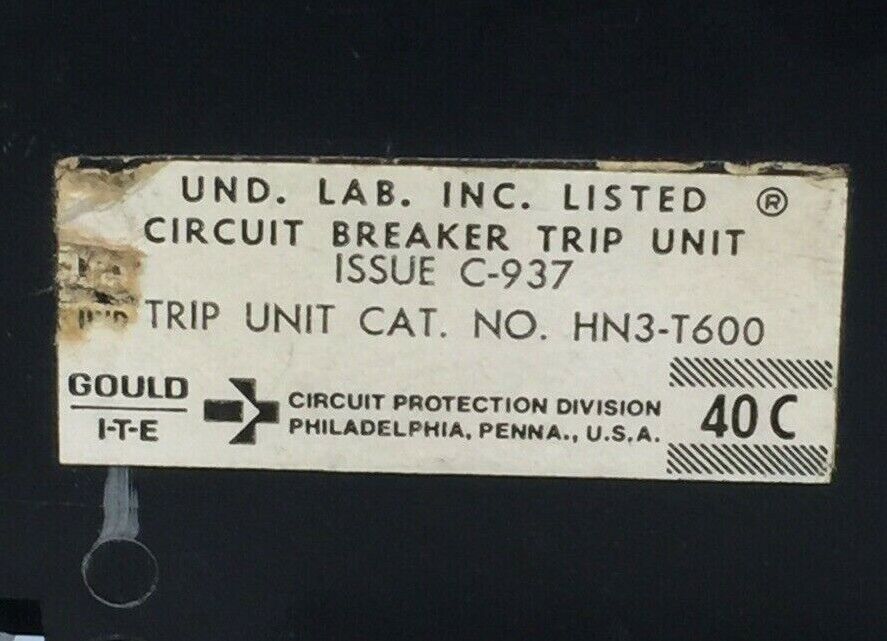 UND. LAB. INC. LISTED ®
CIRCUIT BREAKER TRIP UNIT
ISSUE C-937
TRIP UNIT CAT. NO. HN3-T600
GOULD
I-T-E
CIRCUIT PROTECTION DIVISION
PHILADELPHIA, PENNA., U.S.A.
40 C